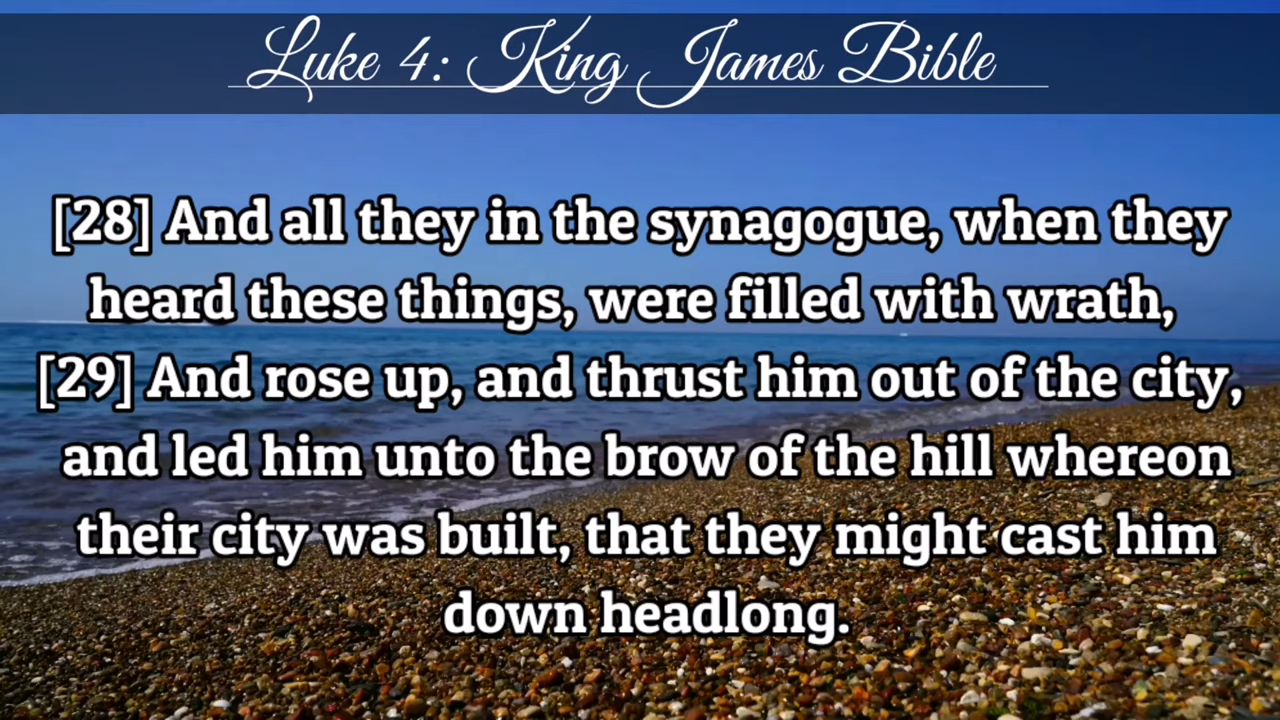 Luke 4: King James Bible
[28] And all they in the synagogue, when they
heard these things, were filled with wrath,
[29] And rose up, and thrust him out of the city,
and led him unto the brow of the hill whereon
their city was built, that they might cast him
down headlong.